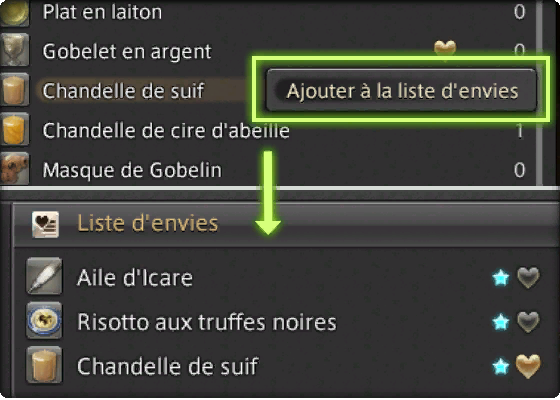 Plat en laiton 0
Gobelet en argent 0
Chandelle de suif Ajouter à la liste d'envies
Chandelle de cire d'abeille 1
Masque de Gobelin 0
Liste d'envies
Aile d'Icare
Risotto aux truffes noires
Chandelle de suif